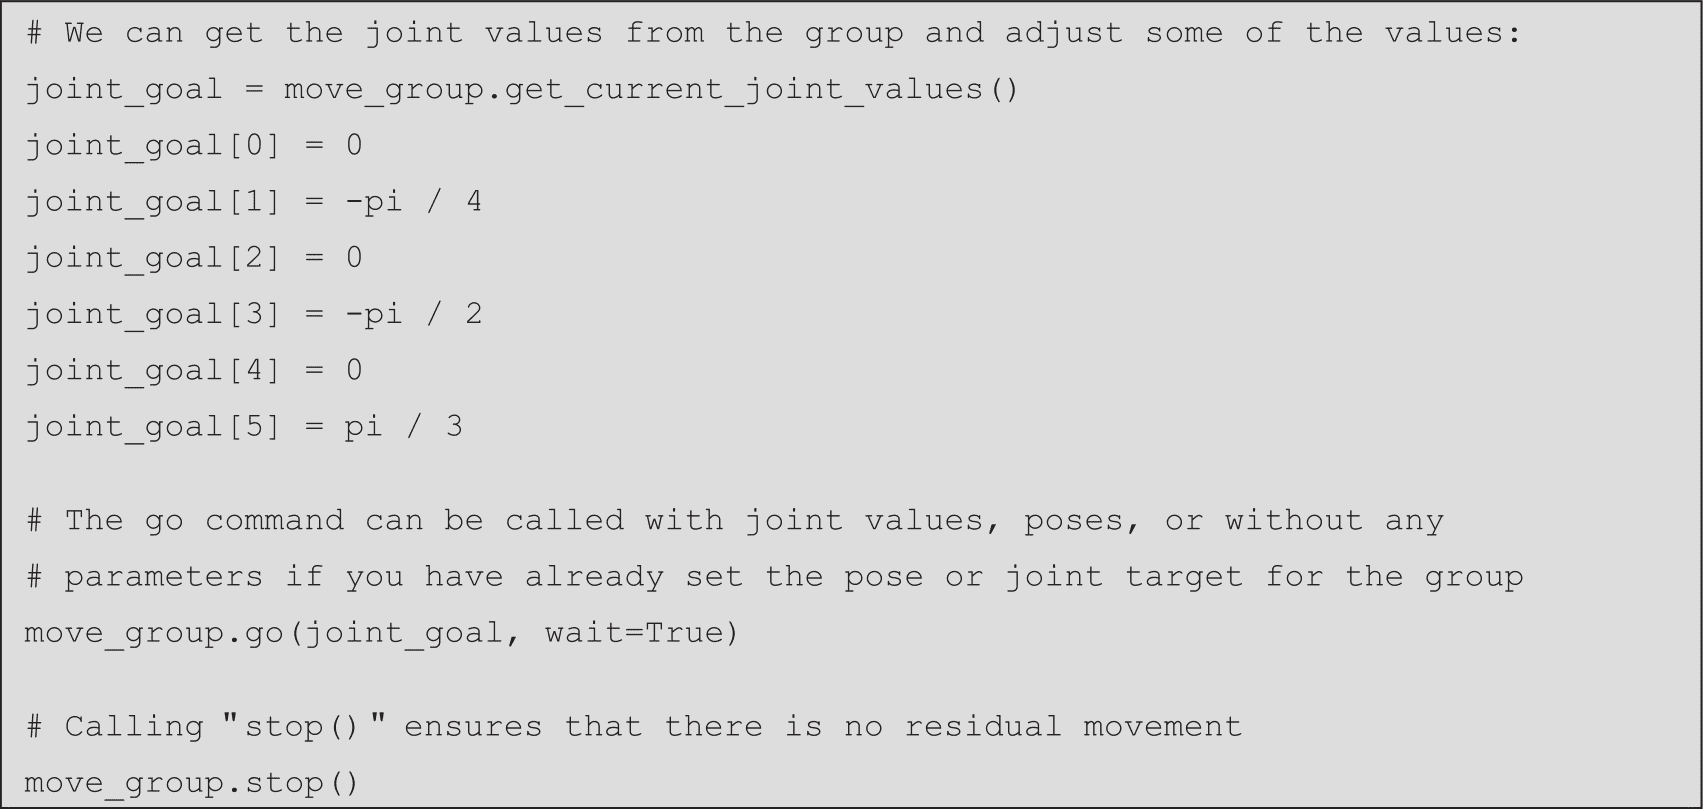 # We can get the joint values from the group and adjust some of the values:
joint_goal = move_group.get_current_joint_values()
joint_goal[0] = 0
joint_goal[1] = -pi / 4
joint_goal[2] = 0
joint_goal[3] = -pi / 2
joint_goal[4] = 0
joint_goal[5] = pi / 3
# The go command can be called with joint values, poses, or without any
# parameters if you have already set the pose or joint target for the group
move_group.go(joint_goal, wait=True)
# Calling "stop()" ensures that there is no residual movement
move_group.stop()